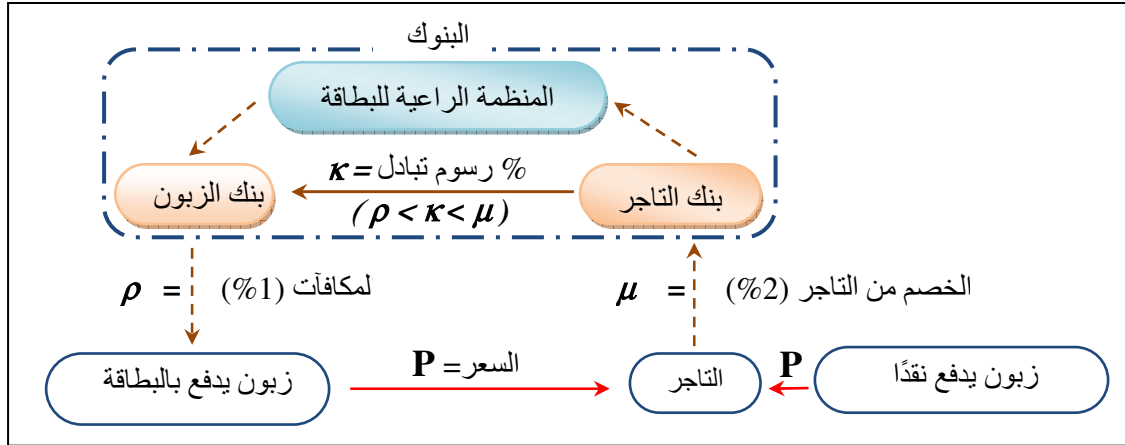 البنوك
المنظمة الراعية للبطاقة
% رسوم تبادل = κ
بنك التاجر
بنك الزبون
(ρ < κ < μ)
الخصم من التاجر (2%) = μ
لمكافآت (1%) = ρ
زبون يدفع نقدًا
P
التاجر
السعر = P
زبون يدفع بالبطاقة